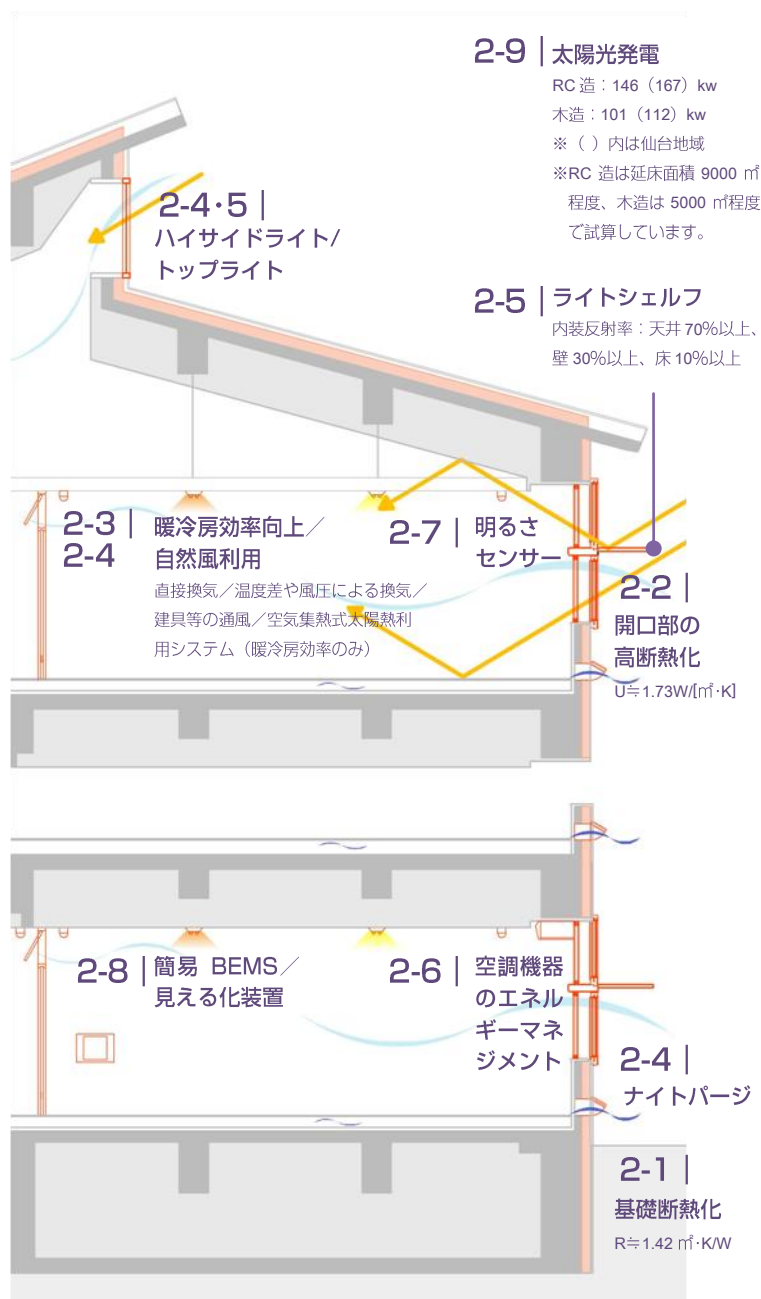 2-9 | 太陽光発電
RC 造：146（167）kw
木造：101（112）kw
※（ ）内は仙台地域
※RC 造は延床面積 9000 ㎡
程度、木造は 5000 ㎡程度
で試算しています。
2-4・5 |
ハイサイドライト/
トップライト
2-5 | ライトシェルフ
内装反射率：天井 70%以上、
壁 30%以上、床 10%以上
2-3 | 暖冷房効率向上／
2-4 自然風利用
直接換気／温度差や風圧による換気／
建具等の通風／空気集熱式太陽熱利
用システム（暖冷房効率のみ）
2-7 | 明るさ
センサー
2-2 |
開口部の
高断熱化
U≒1.73W/[㎡·K]
2-8 | 簡易 BEMS／
見える化装置
2-6 | 空調機器
のエネル
ギーマネ
ジメント
2-4 |
ナイトパージ
2-1 |
基礎断熱化
R≒1.42 ㎡·K/W